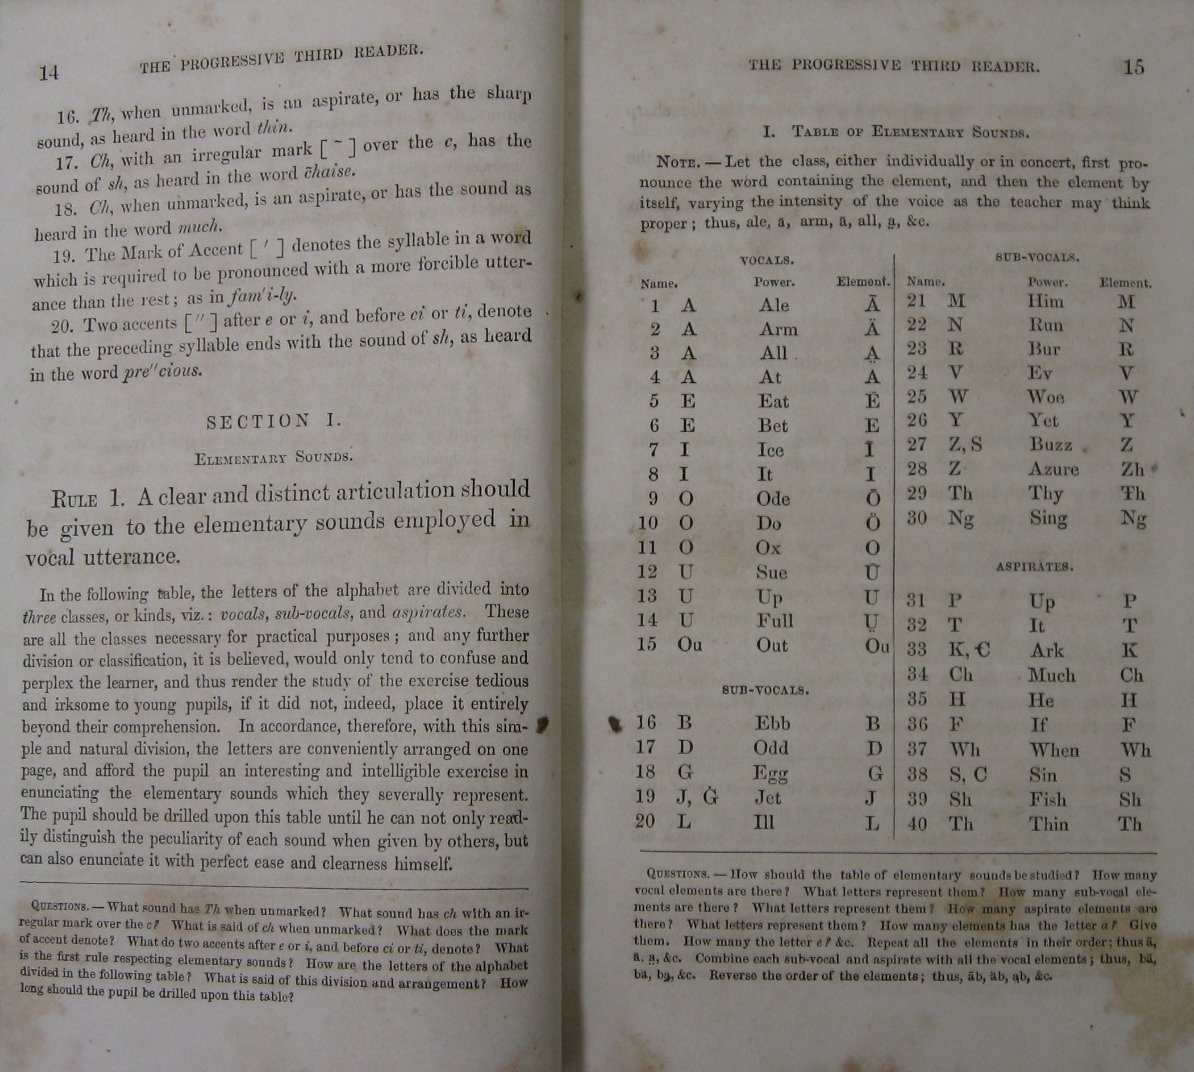 14 THE PROGRESSIVE THIRD READER.
16. Th, when unmarked, is an aspirate, or has the sharp
sound, as heard in the word thin.
17. Ch, with an irregular mark [ ~ ] over the c, has the
sound of sh, as heard in the word c̃haise.
18. Ch, when unmarked, is an aspirate, or has the sound as
heard in the word much.
19. The Mark of Accent [ ′ ] denotes the syllable in a word
which is required to be pronounced with a more forcible utter-
ance than the rest; as in fam′i-ly.
20. Two accents [ ″ ] after e or i, and before ci or ti, denote
that the preceding syllable ends with the sound of sh, as heard
in the word pre″cious.
SECTION I.
ELEMENTARY SOUNDS.
RULE 1. A clear and distinct articulation should
be given to the elementary sounds employed in
vocal utterance.
In the following table, the letters of the alphabet are divided into
three classes, or kinds, viz.: vocals, sub-vocals, and aspirates. These
are all the classes necessary for practical purposes; and any further
division or classification, it is believed, would only tend to confuse and
perplex the learner, and thus render the study of the exercise tedious
and irksome to young pupils, if it did not, indeed, place it entirely
beyond their comprehension. In accordance, therefore, with this sim-
ple and natural division, the letters are conveniently arranged on one
page, and afford the pupil an interesting and intelligible exercise in
enunciating the elementary sounds which they severally represent.
The pupil should be drilled upon this table until he can not only read-
ily distinguish the peculiarity of each sound when given by others, but
can also enunciate it with perfect ease and clearness himself.
QUESTIONS. — What sound has Th when unmarked? What sound has ch with an ir-
regular mark over the c? What is said of ch when unmarked? What does the mark
of accent denote? What do two accents after e or i, and before ci or ti, denote? What
is the first rule respecting elementary sounds? How are the letters of the alphabet
divided in the following table? What is said of this division and arrangement? How
long should the pupil be drilled upon this table?
THE PROGRESSIVE THIRD READER. 15
I. TABLE OF ELEMENTARY SOUNDS.
NOTE. — Let the class, either individually or in concert, first pro-
nounce the word containing the element, and then the element by
itself, varying the intensity of the voice as the teacher may think
proper; thus, ale, ā, arm, ä, all, a̤, &c.
VOCALS.
Name. Power. Element.
1 A Ale Ā
2 A Arm Ä
3 A All A̤
4 A At A
5 E Eat Ē
6 E Bet E
7 I Ice Ī
8 I It I
9 O Ode Ō
10 O Do Ö
11 O Ox O
12 U Sue Ū
13 U Up U
14 U Full Ṳ
15 Ou Out Ou
SUB-VOCALS.
16 B Ebb B
17 D Odd D
18 G Egg G
19 J, Ġ Jet J
20 L Ill L
SUB-VOCALS.
Name. Power. Element.
21 M Him M
22 N Run N
23 R Bur R
24 V Ev V
25 W Woe W
26 Y Yet Y
27 Z, S Buzz Z
28 Z Azure Zh
29 Th Thy Ŧh
30 Ng Sing Ng
ASPIRATES.
31 P Up P
32 T It T
33 K, Ꞓ Ark K
34 Ch Much Ch
35 H He H
36 F If F
37 Wh When Wh
38 S, C Sin S
39 Sh Fish Sh
40 Th Thin Th
QUESTIONS. — How should the table of elementary sounds be studied? How many
vocal elements are there? What letters represent them? How many sub-vocal ele-
ments are there? What letters represent them? How many aspirate elements are
there? What letters represent them? How many elements has the letter a? Give
them. How many the letter e? &c. Repeat all the elements in their order; thus ā,
ä, a̤, &c. Combine each sub-vocal and aspirate with all the vocal elements; thus, bā,
bä, ba̤, &c. Reverse the order of the elements; thus, āb, äb, a̤b, &c.